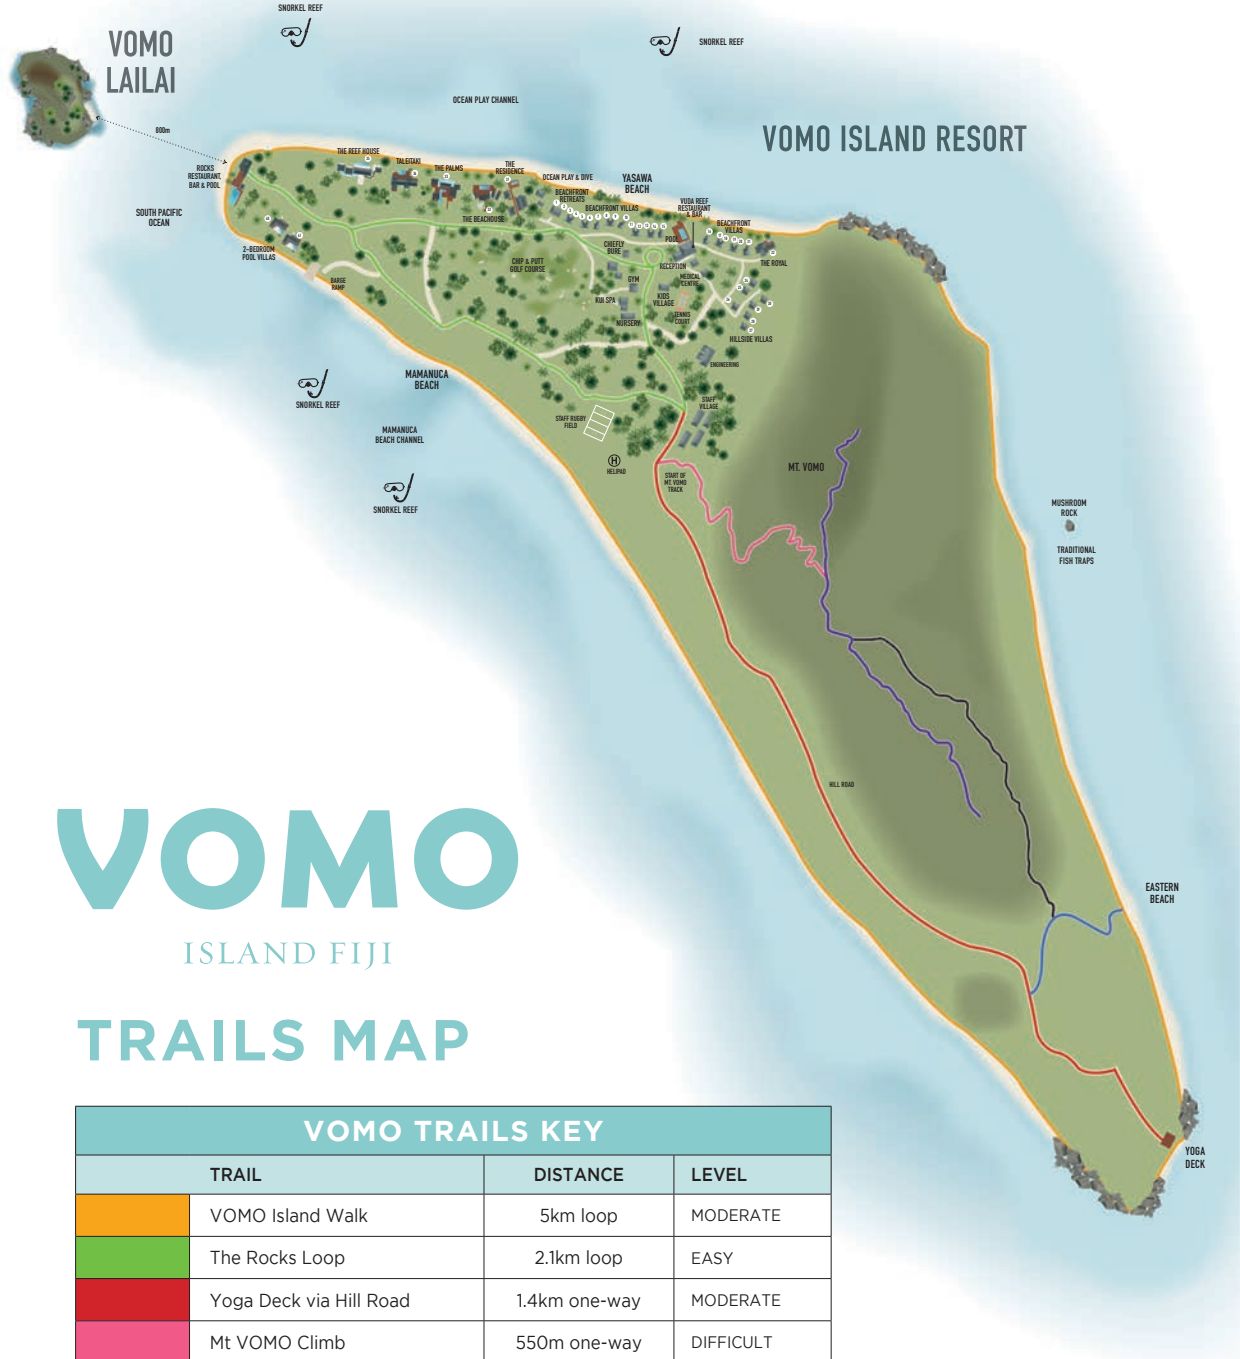 SNORKEL REEF
VOMO
LAILAI
SNORKEL REEF
OCEAN PLAY CHANNEL
800m
VOMO ISLAND RESORT
THE REEF HOUSE
TALEITAKI
THE PALMS
THE
RESIDENCE
ROCKS
RESTAURANT,
BAR & POOL
OCEAN PLAY & DIVE
YASAWA
BEACH
BEACHFRONT
RETREATS
BEACHFRONT VILLAS
VUDA REEF
RESTAURANT
& BAR
SOUTH PACIFIC
OCEAN
THE BEACHOUSE
BEACHFRONT
VILLAS
POOL
2-BEDROOM
POOL VILLAS
CHIEFLY
BURE
CHIP & PUTT
GOLF COURSE
RECEPTION
THE ROYAL
BARGE
RAMP
GYM
MEDICAL
CENTRE
KUI SPA
KIDS
VILLAGE
NURSERY
TENNIS
COURT
HILLSIDE VILLAS
ENGINEERING
MAMANUCA
BEACH
SNORKEL REEF
STAFF
VILLAGE
STAFF RUGBY
FIELD
MAMANUCA
BEACH CHANNEL
H
HELIPAD
START OF
MT. VOMO
TRACK
MT. VOMO
SNORKEL REEF
MUSHROOM
ROCK
TRADITIONAL
FISH TRAPS
HILL ROAD
EASTERN
BEACH
YOGA
DECK
VOMO
ISLAND FIJI
TRAILS MAP
VOMO TRAILS KEY
TRAIL DISTANCE LEVEL
VOMO Island Walk 5km loop MODERATE
The Rocks Loop 2.1km loop EASY
Yoga Deck via Hill Road 1.4km one-way MODERATE
Mt VOMO Climb 550m one-way DIFFICULT